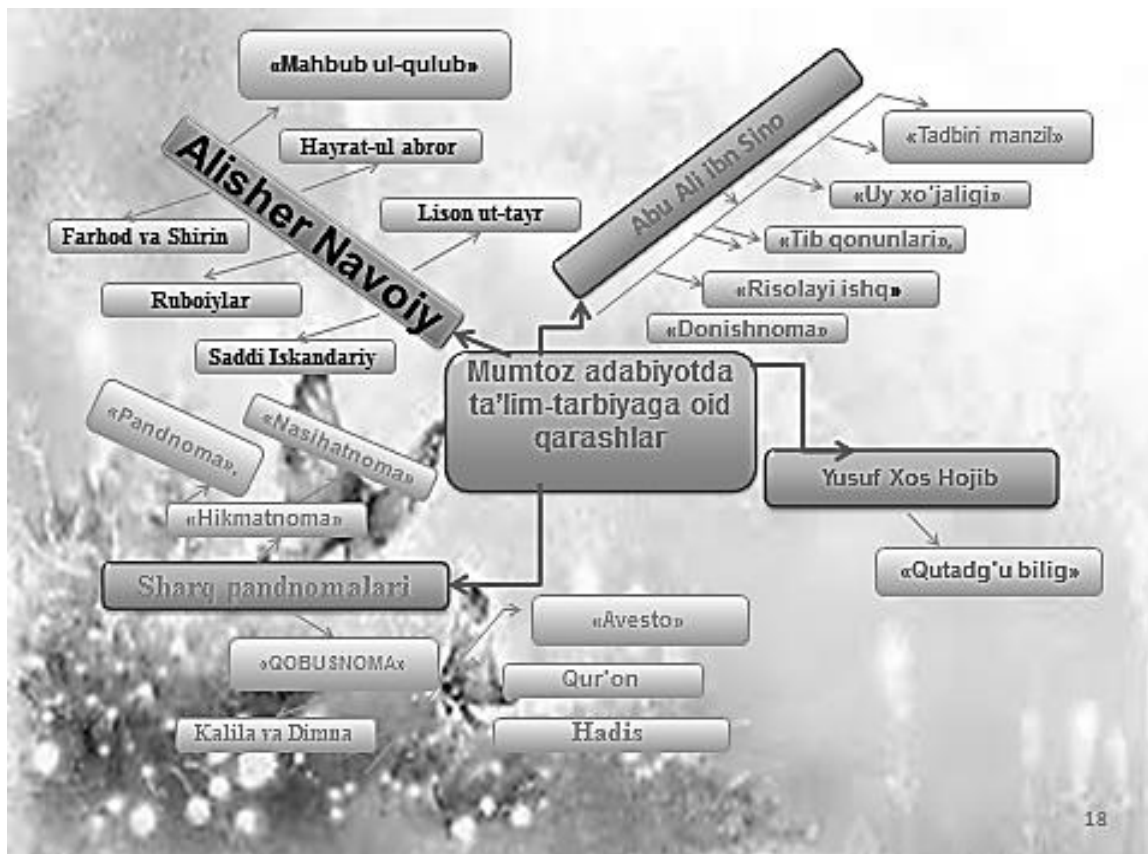 «Mahbub ul-qulub»
Hayrat-ul abror
Alisher Navoiy
Lison ut-tayr
Farhod va Shirin
Ruboiylar
Saddi Iskandariy
Abu Ali ibn Sino
«Tadbiri manzil»
«Uy xo'jaligi»
«Tib qonunlari»,
«Risolayi ishq»
«Donishnoma»
Mumtoz adabiyotda
ta'lim-tarbiyaga oid
qarashlar
Yusuf Xos Hojib
«Qutadg'u bilig»
«Pandnoma»,
«Nasihatnoma»
«Hikmatnoma»
Sharq pandnomalari
«QOBUSNOMA»
Kalila va Dimna
«Avesto»
Qur'on
Hadis
18